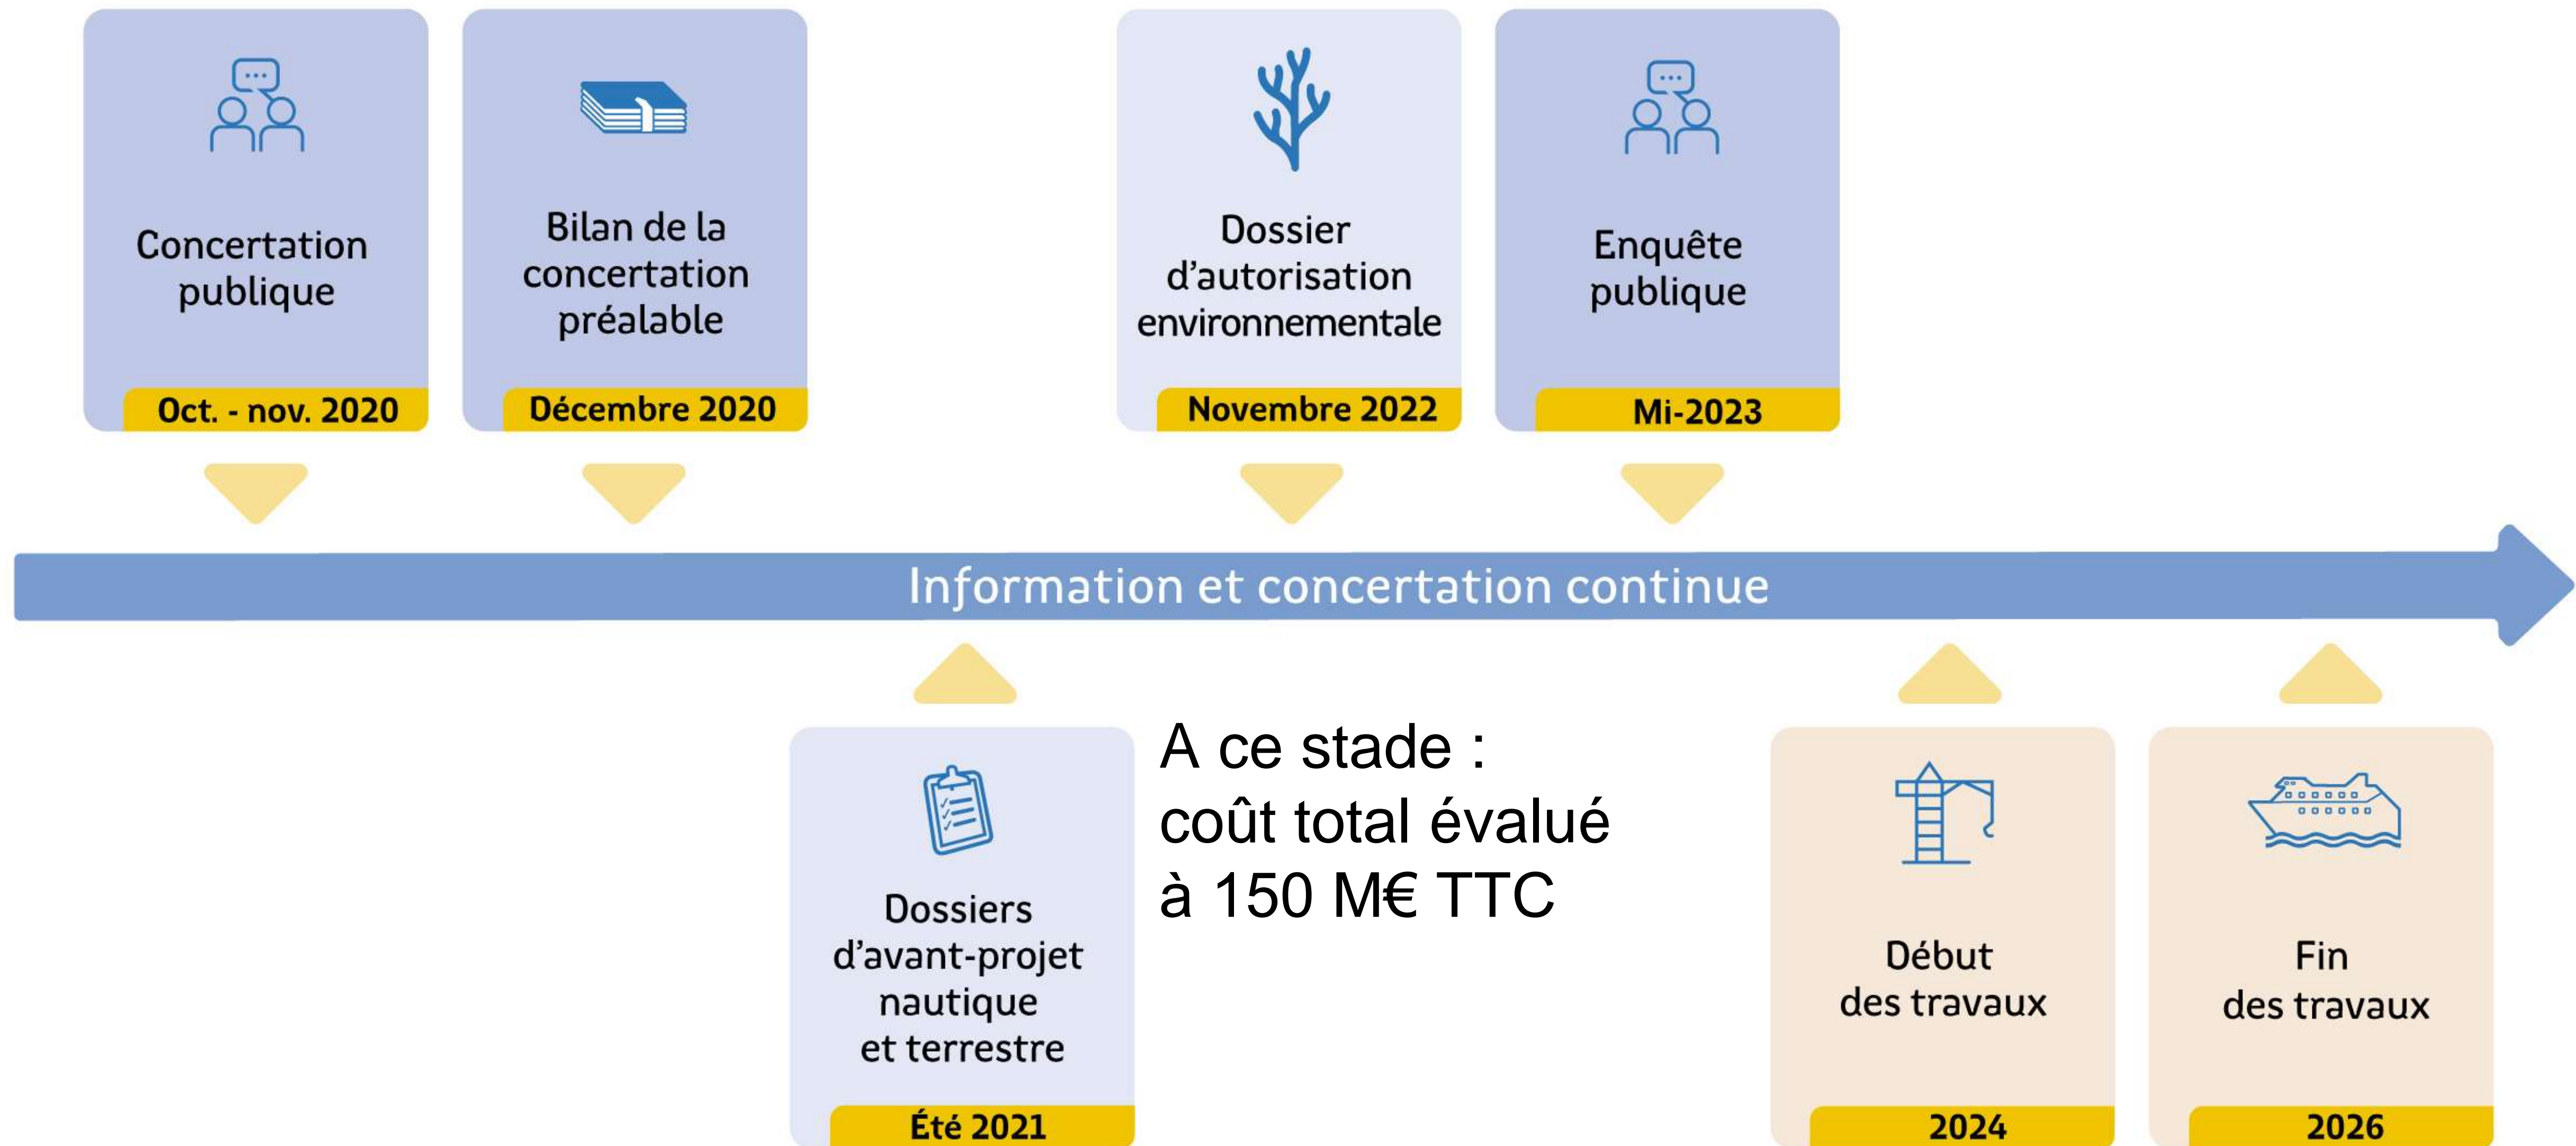 Concertation
publique
Oct. - nov. 2020
Bilan de la
concertation
préalable
Décembre 2020
Dossier
d'autorisation
environnementale
Novembre 2022
Enquête
publique
Mi-2023
Information et concertation continue
Dossiers
d'avant-projet
nautique
et terrestre
Été 2021
A ce stade :
coût total évalué
à 150 M€ TTC
Début
des travaux
2024
Fin
des travaux
2026